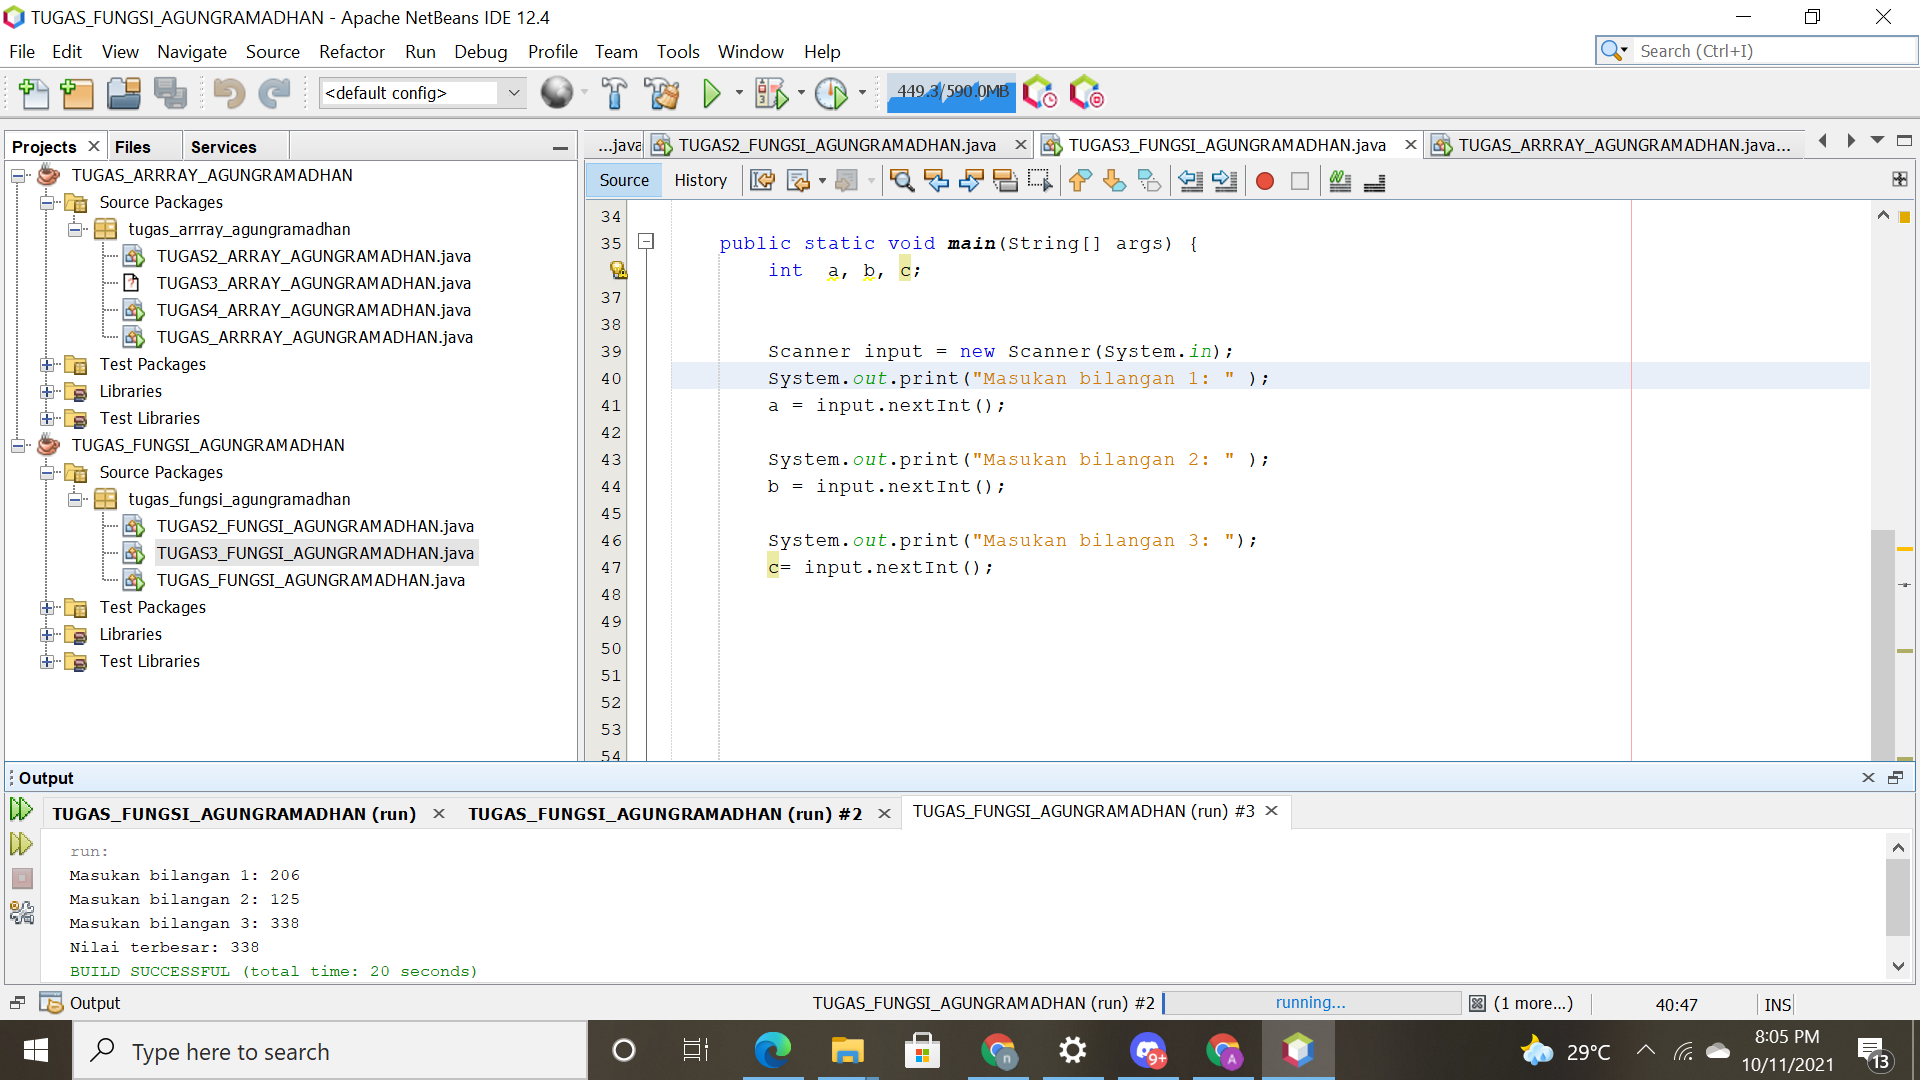 TUGAS_FUNGSI_AGUNGRAMADHAN - Apache NetBeans IDE 12.4
File Edit View Navigate Source Refactor Run Debug Profile Team Tools Window Help
Search (Ctrl+I)
<default config>
449.3/590.0MB
Projects Files Services
TUGAS_ARRRAY_AGUNGRAMADHAN
Source Packages
tugas_arrray_agungramadhan
TUGAS2_ARRAY_AGUNGRAMADHAN.java
TUGAS3_ARRAY_AGUNGRAMADHAN.java
TUGAS4_ARRAY_AGUNGRAMADHAN.java
TUGAS_ARRRAY_AGUNGRAMADHAN.java
Test Packages
Libraries
Test Libraries
TUGAS_FUNGSI_AGUNGRAMADHAN
Source Packages
tugas_fungsi_agungramadhan
TUGAS2_FUNGSI_AGUNGRAMADHAN.java
TUGAS3_FUNGSI_AGUNGRAMADHAN.java
TUGAS_FUNGSI_AGUNGRAMADHAN.java
Test Packages
Libraries
Test Libraries
...java TUGAS2_FUNGSI_AGUNGRAMADHAN.java TUGAS3_FUNGSI_AGUNGRAMADHAN.java TUGAS_ARRRAY_AGUNGRAMADHAN.java...
Source History
34
35 public static void main(String[] args) {
int  a, b, c;
37
38
39 Scanner input = new Scanner(System.in);
40 System.out.print("Masukan bilangan 1: " );
41 a = input.nextInt();
42
43 System.out.print("Masukan bilangan 2: " );
44 b = input.nextInt();
45
46 System.out.print("Masukan bilangan 3: ");
47 c= input.nextInt();
48
49
50
51
52
53
54
Output
TUGAS_FUNGSI_AGUNGRAMADHAN (run) TUGAS_FUNGSI_AGUNGRAMADHAN (run) #2 TUGAS_FUNGSI_AGUNGRAMADHAN (run) #3
run:
Masukan bilangan 1: 206
Masukan bilangan 2: 125
Masukan bilangan 3: 338
Nilai terbesar: 338
BUILD SUCCESSFUL (total time: 20 seconds)
Output
TUGAS_FUNGSI_AGUNGRAMADHAN (run) #2 running... (1 more...) 40:47 INS
Type here to search
9+
n
A
29°C
8:05 PM
10/11/2021
13